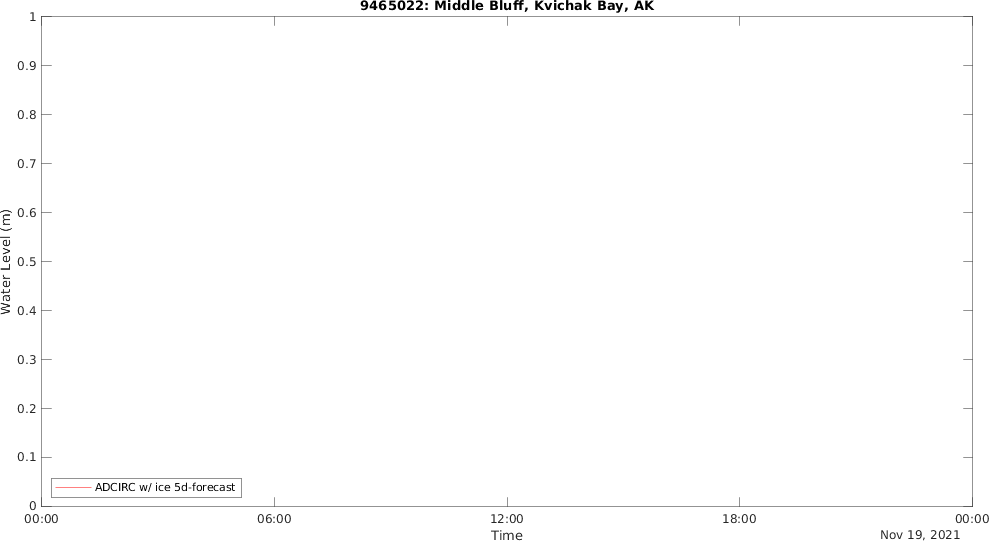 9465022: Middle Bluff, Kvichak Bay, AK
1
0.9
0.8
0.7
0.6
0.5
0.4
0.3
0.2
0.1
0
Water Level (m)
ADCIRC w/ ice 5d-forecast
00:00 06:00 12:00 18:00 00:00
Time
Nov 19, 2021